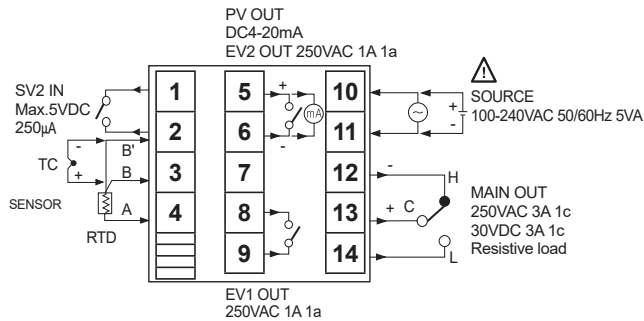 PV OUT
DC4-20mA
EV2 OUT 250VAC 1A 1a
SV2 IN
Max.5VDC
250µA
1
2
3
4
5
6
7
8
9
10
11
12
13
14
+
-
mA
~
+
-
SOURCE
100-240VAC 50/60Hz 5VA
!
- B'
TC
+ B
SENSOR
A
RTD
- H
+ C
L
MAIN OUT
250VAC 3A 1c
30VDC 3A 1c
Resistive load
EV1 OUT
250VAC 1A 1a